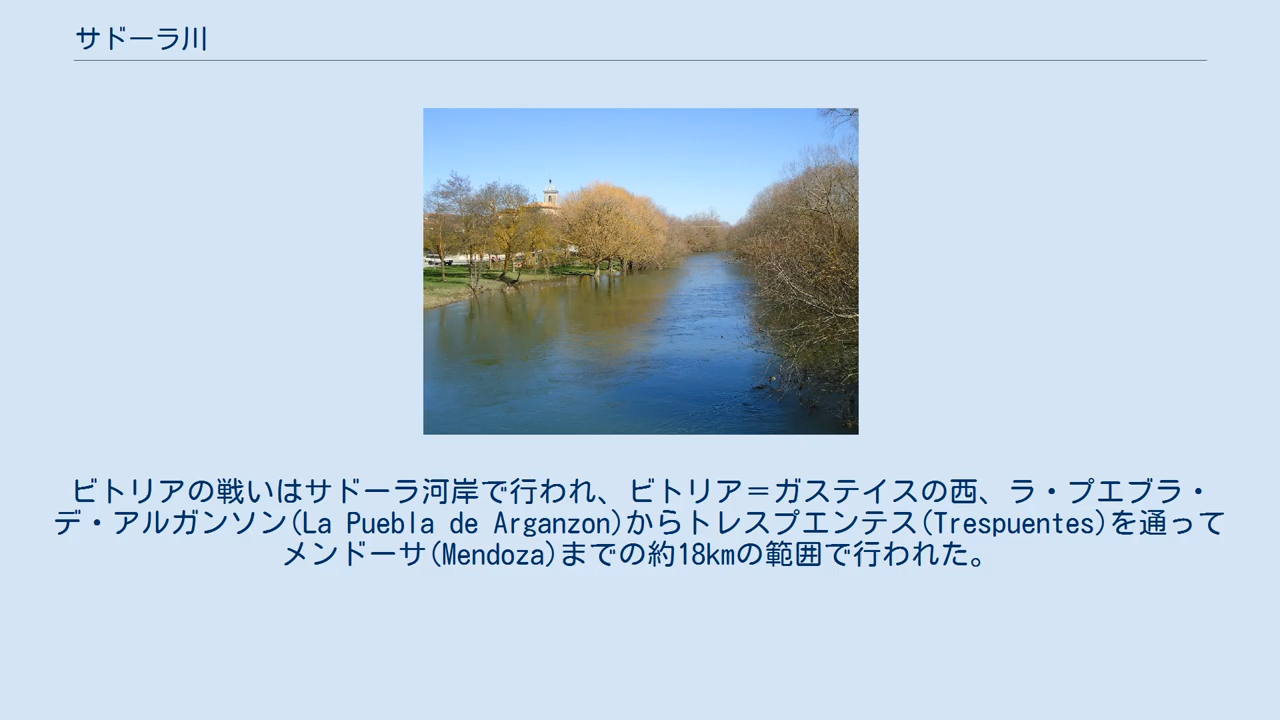 サドーラ川
ビトリアの戦いはサドーラ河岸で行われ、ビトリア＝ガステイスの西、ラ・プエブラ・
デ・アルガンソン(La Puebla de Arganzon)からトレスプエンテス(Trespuentes)を通って
メンドーサ(Mendoza)までの約18kmの範囲で行われた。